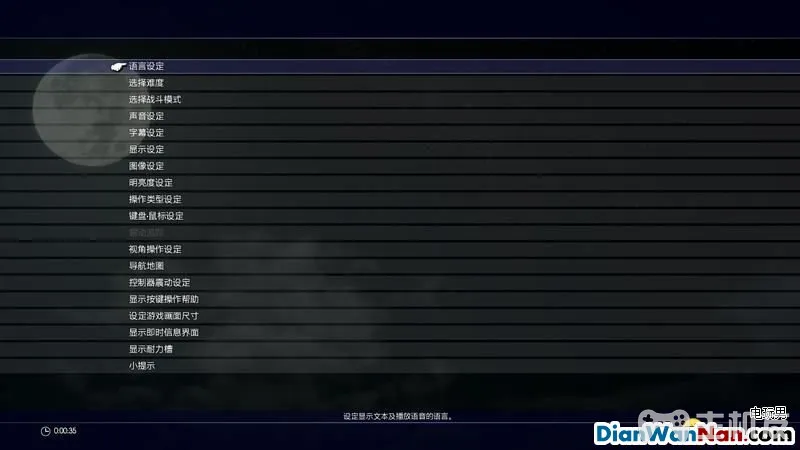 语言设定
选择难度
选择战斗模式
声音设定
字幕设定
显示设定
图像设定
明亮度设定
操作类型设定
键盘·鼠标设定
视角操作设定
导航地图
控制器震动设定
显示按键操作帮助
设定游戏画面尺寸
显示即时信息界面
显示耐力槽
小提示
设定显示文本及播放语音的语言。
0:00:35
电玩男
DianWanNan.com